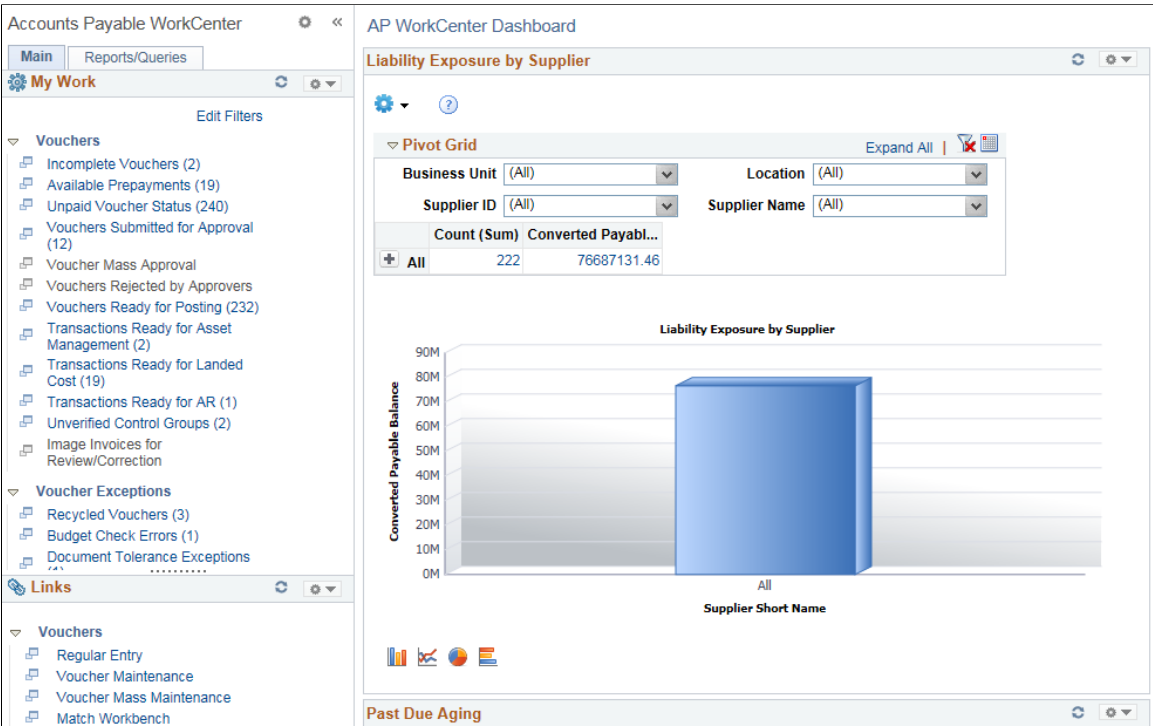 Accounts Payable WorkCenter
Main
Reports/Queries
My Work
Edit Filters
Vouchers
Incomplete Vouchers (2)
Available Prepayments (19)
Unpaid Voucher Status (240)
Vouchers Submitted for Approval
(12)
Voucher Mass Approval
Vouchers Rejected by Approvers
Vouchers Ready for Posting (232)
Transactions Ready for Asset
Management (2)
Transactions Ready for Landed
Cost (19)
Transactions Ready for AR (1)
Unverified Control Groups (2)
Image Invoices for
Review/Correction
Voucher Exceptions
Recycled Vouchers (3)
Budget Check Errors (1)
Document Tolerance Exceptions
Links
Vouchers
Regular Entry
Voucher Maintenance
Voucher Mass Maintenance
Match Workbench
AP WorkCenter Dashboard
Liability Exposure by Supplier
Pivot Grid
Expand All |
Business Unit (All)
Location (All)
Supplier ID (All)
Supplier Name (All)
Count (Sum) Converted Payabl...
All 222 76687131.46
Liability Exposure by Supplier
Converted Payable Balance
90M
80M
70M
60M
50M
40M
30M
20M
10M
0M
All
Supplier Short Name
Past Due Aging